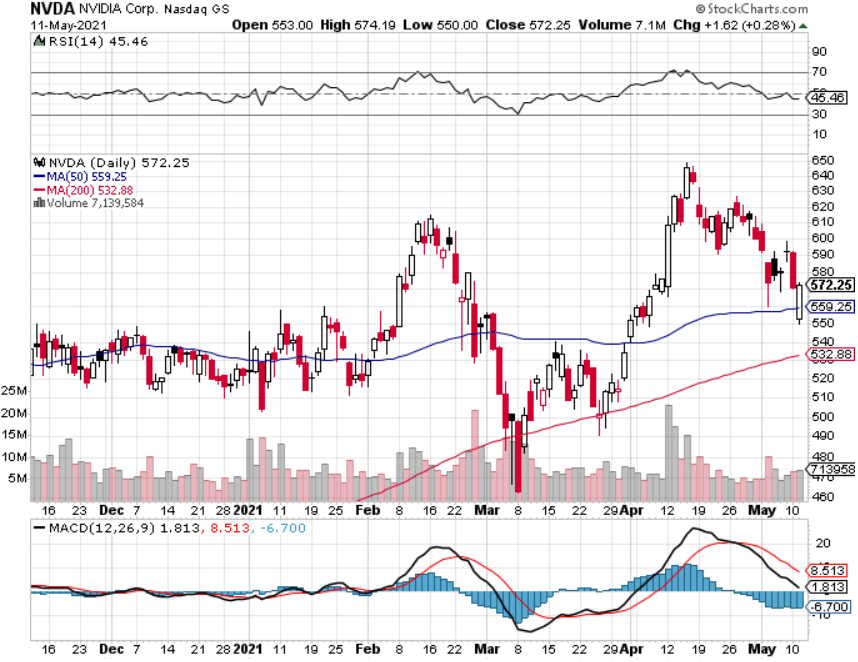 NVDA NVIDIA Corp. Nasdaq GS © StockCharts.com
11-May-2021 Open 553.00 High 574.19 Low 550.00 Close 572.25 Volume 7.1M Chg +1.62 (+0.28%)
RSI(14) 45.46
90
70
45.46
30
10
NVDA (Daily) 572.25
MA(50) 559.25
MA(200) 532.88
Volume 7,139,584
650
640
630
620
610
600
590
580
572.25
559.25
550
540
532.88
520
510
500
490
480
7139584
470
460
25M
20M
15M
10M
5M
16 23 Dec 7 14 21 28 2021 11 19 25 Feb 8 16 22 Mar 8 15 22 29 Apr 12 19 26 May 10
MACD(12,26,9) 1.813, 8.513, -6.700
20
8.513
1.813
-6.700
-10
16 23 Dec 7 14 21 28 2021 11 19 25 Feb 8 16 22 Mar 8 15 22 29 Apr 12 19 26 May 10